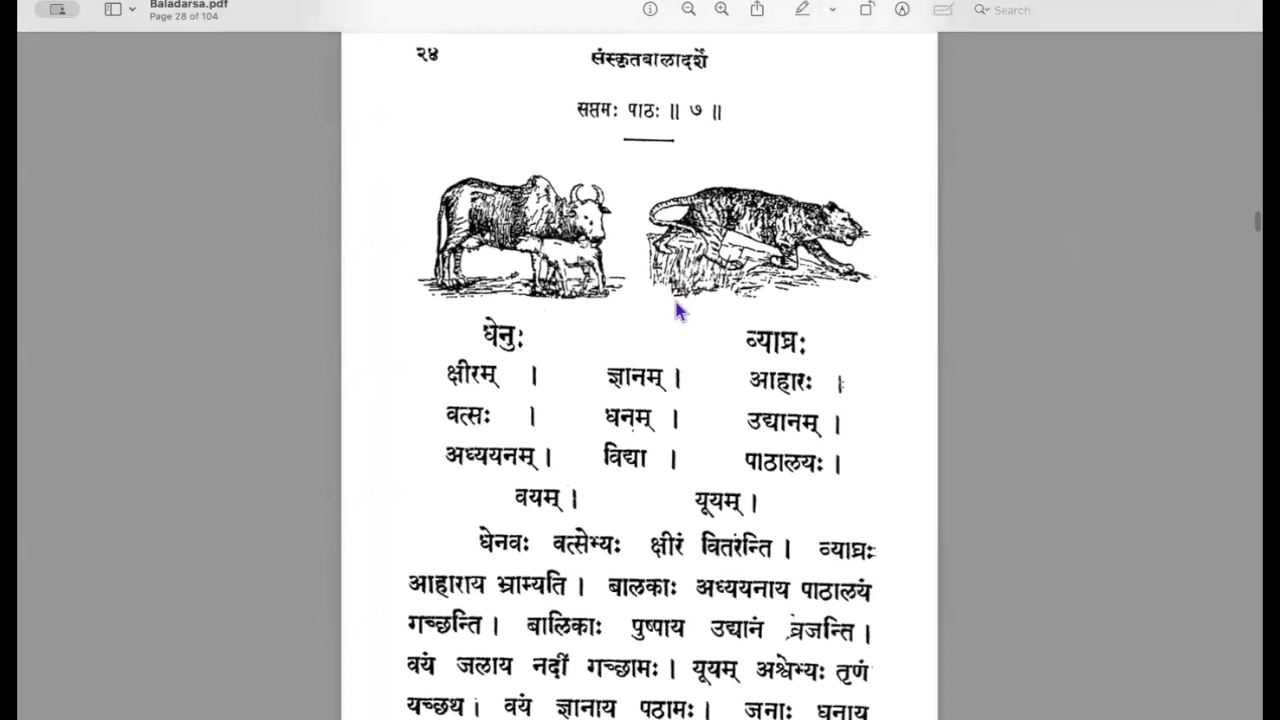 Baladarsa.pdf
Page 28 of 104
Search
२४ संस्कृतबालादर्शे
सप्तमः पाठः ॥ ७ ॥
धेनुः व्याघ्रः
क्षीरम् । ज्ञानम् । आहारः ।
वत्सः । धनम् । उद्यानम् ।
अध्ययनम् । विद्या । पाठालयः ।
वयम् । यूयम् ।
धेनवः वत्सेभ्यः क्षीरं वितरन्ति । व्याघ्रः
आहाराय भ्राम्यति । बालकाः अध्ययनाय पाठालयं
गच्छन्ति । बालिकाः पुष्पाय उद्यानं व्रजन्ति ।
वयं जलाय नदीं गच्छामः । यूयम् अश्वेभ्यः तृणं
यच्छथ । वयं ज्ञानाय पठामः । जनाः धनाय